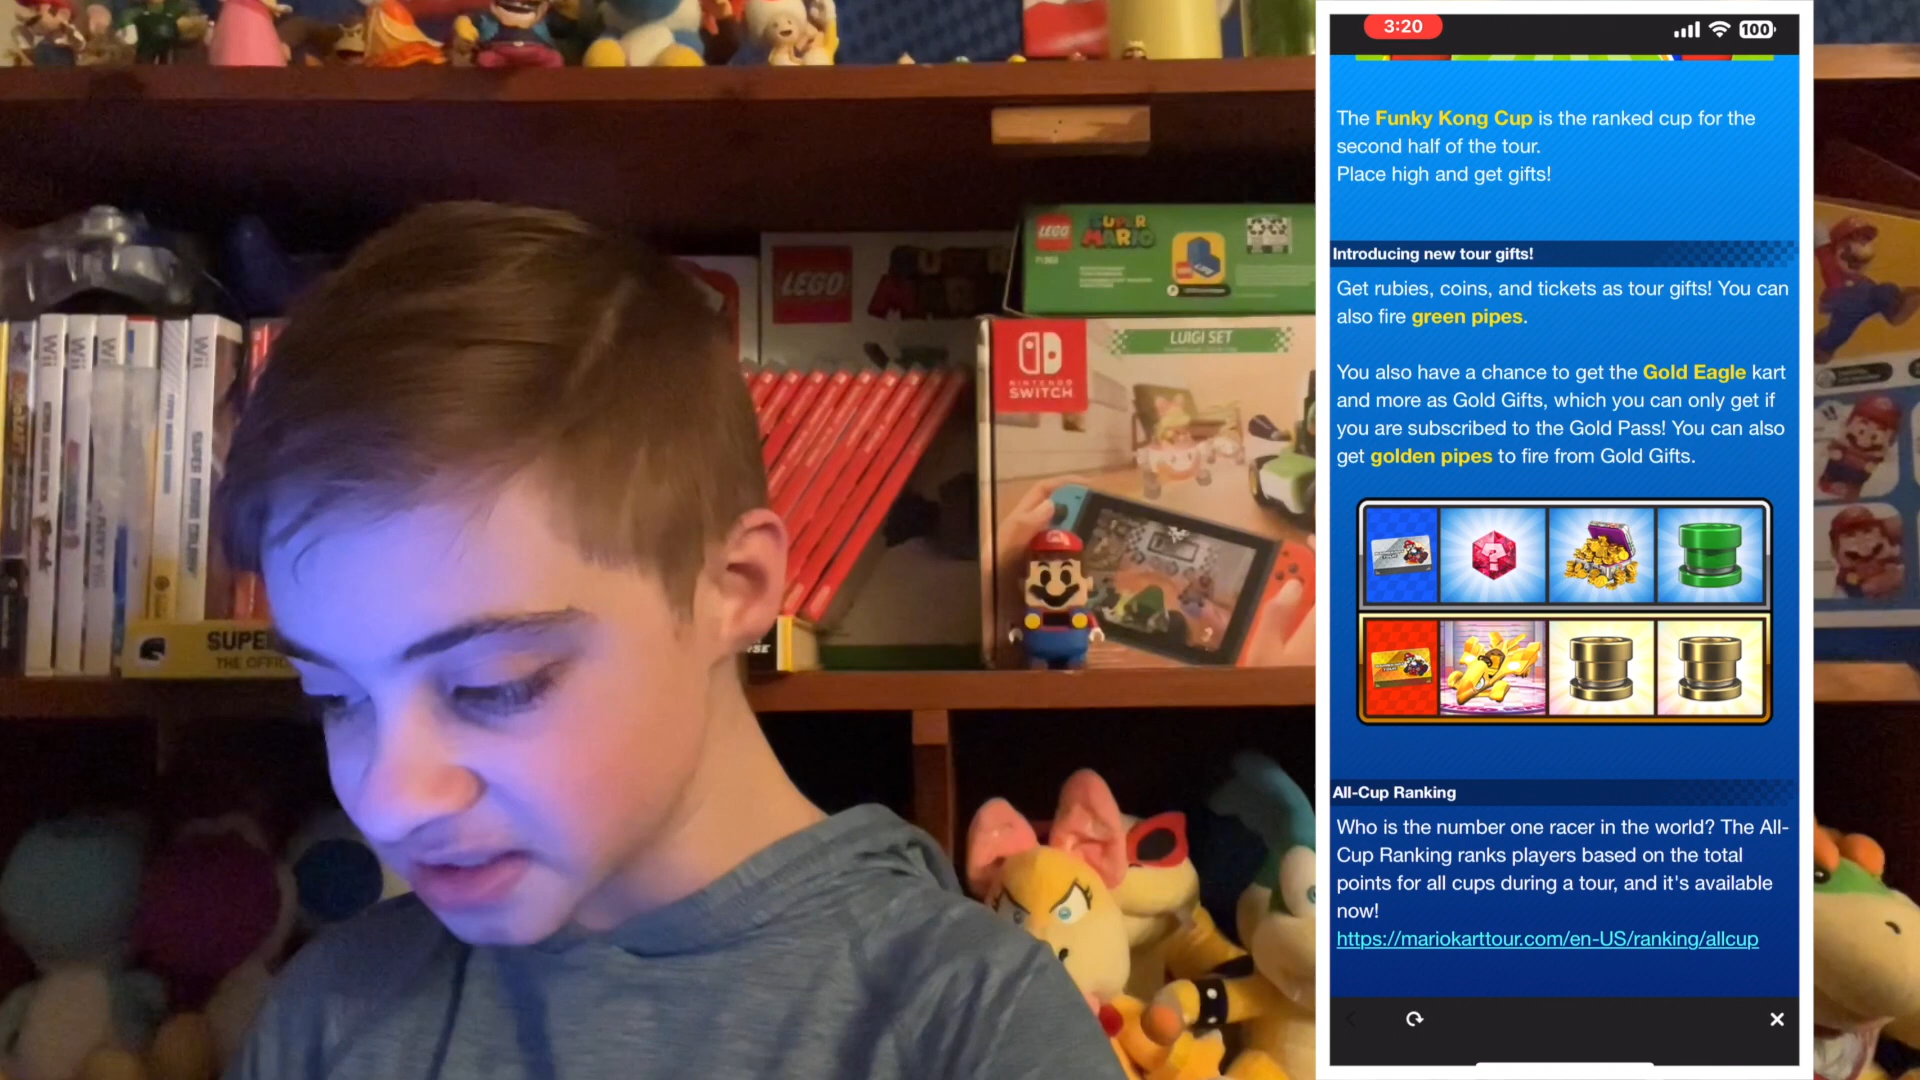 3:20
100
The Funky Kong Cup is the ranked cup for the
second half of the tour.
Place high and get gifts!
Introducing new tour gifts!
Get rubies, coins, and tickets as tour gifts! You can
also fire green pipes.
You also have a chance to get the Gold Eagle kart
and more as Gold Gifts, which you can only get if
you are subscribed to the Gold Pass! You can also
get golden pipes to fire from Gold Gifts.
All-Cup Ranking
Who is the number one racer in the world? The All-
Cup Ranking ranks players based on the total
points for all cups during a tour, and it's available
now!
https://mariokarttour.com/en-US/ranking/allcup
LEGO
SUPER
MARIO
LEGO
LUIGI SET
NINTENDO
SWITCH
Wii
Wii
Wii
Wii
SUPE
THE OFFI